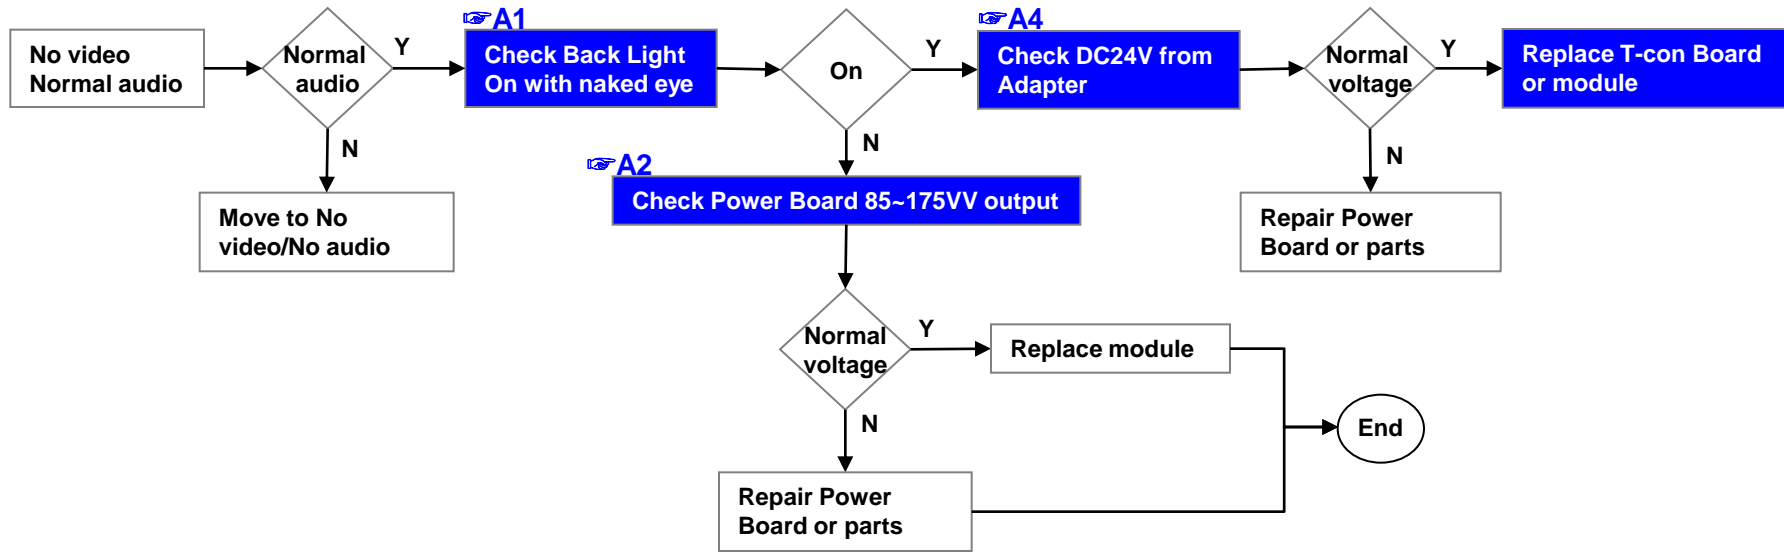 ☞A1
☞A4
No video
Normal audio
Normal
audio
Y
Check Back Light
On with naked eye
On
Y
Check DC24V from
Adapter
Normal
voltage
Y
Replace T-con Board
or module
N
N
N
☞A2
Move to No
video/No audio
Check Power Board 85~175VV output
Repair Power
Board or parts
Normal
voltage
Y
Replace module
N
End
Repair Power
Board or parts